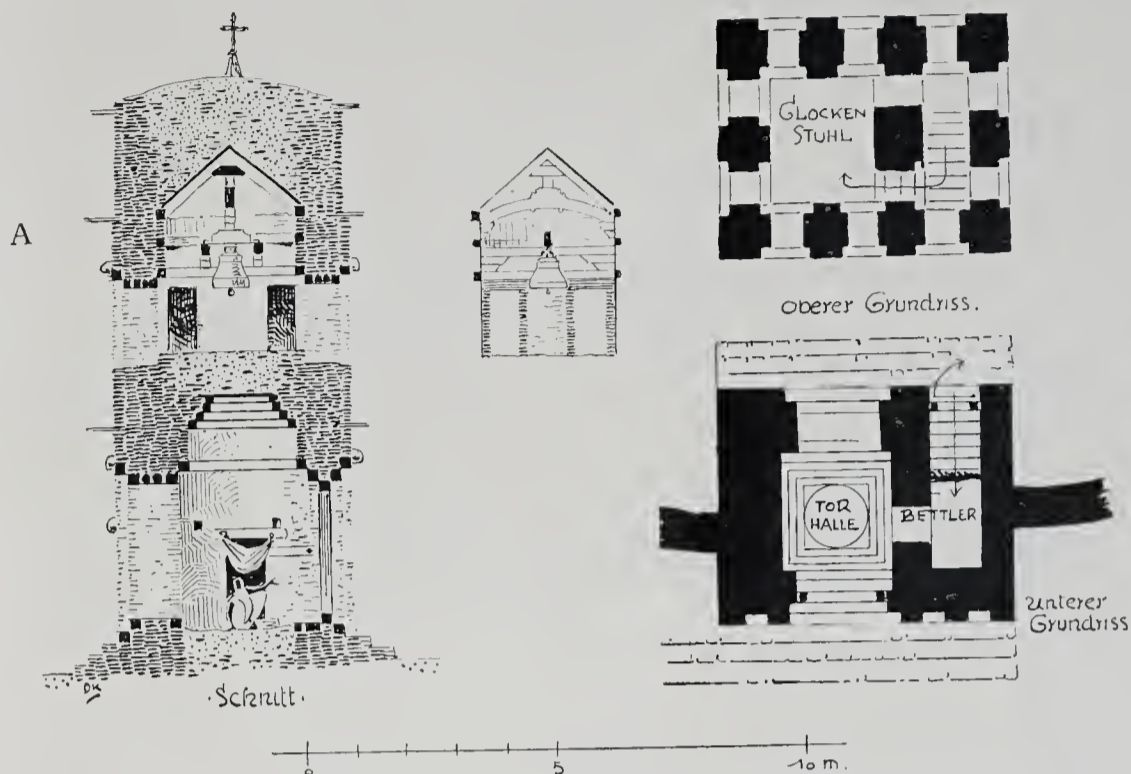 A
GLOCKEN
STUHL
oberer Grundriss.
TOR
HALLE
BETTLER
unterer
Grundriss
DK
·Schnitt·
0 5 10 m.